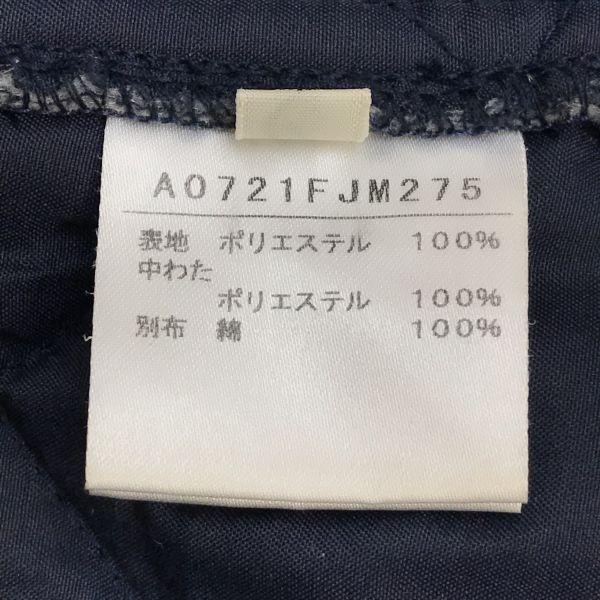 A0721FJM275
表地 ポリエステル 100%
中わた
ポリエステル 100%
別布 綿 100%